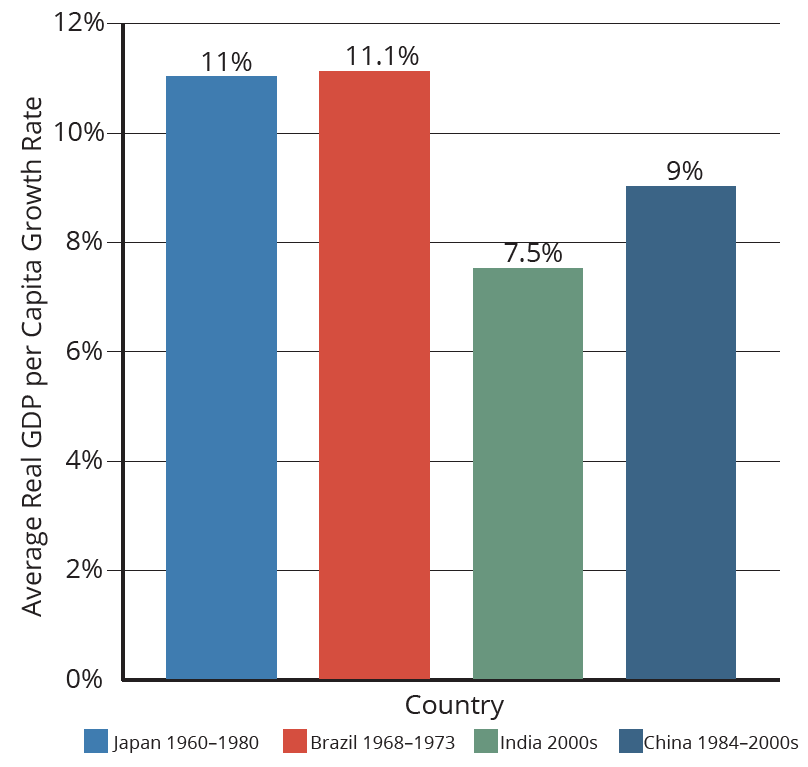 12%
11%
11.1%
10%
9%
8%
7.5%
6%
4%
2%
0%
Average Real GDP per Capita Growth Rate
Country
Japan 1960–1980
Brazil 1968–1973
India 2000s
China 1984–2000s